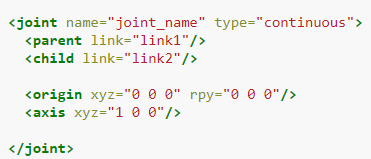 <joint name="joint_name" type="continuous">
<parent link="link1"/>
<child link="link2"/>
<origin xyz="0 0 0" rpy="0 0 0"/>
<axis xyz="1 0 0"/>
</joint>